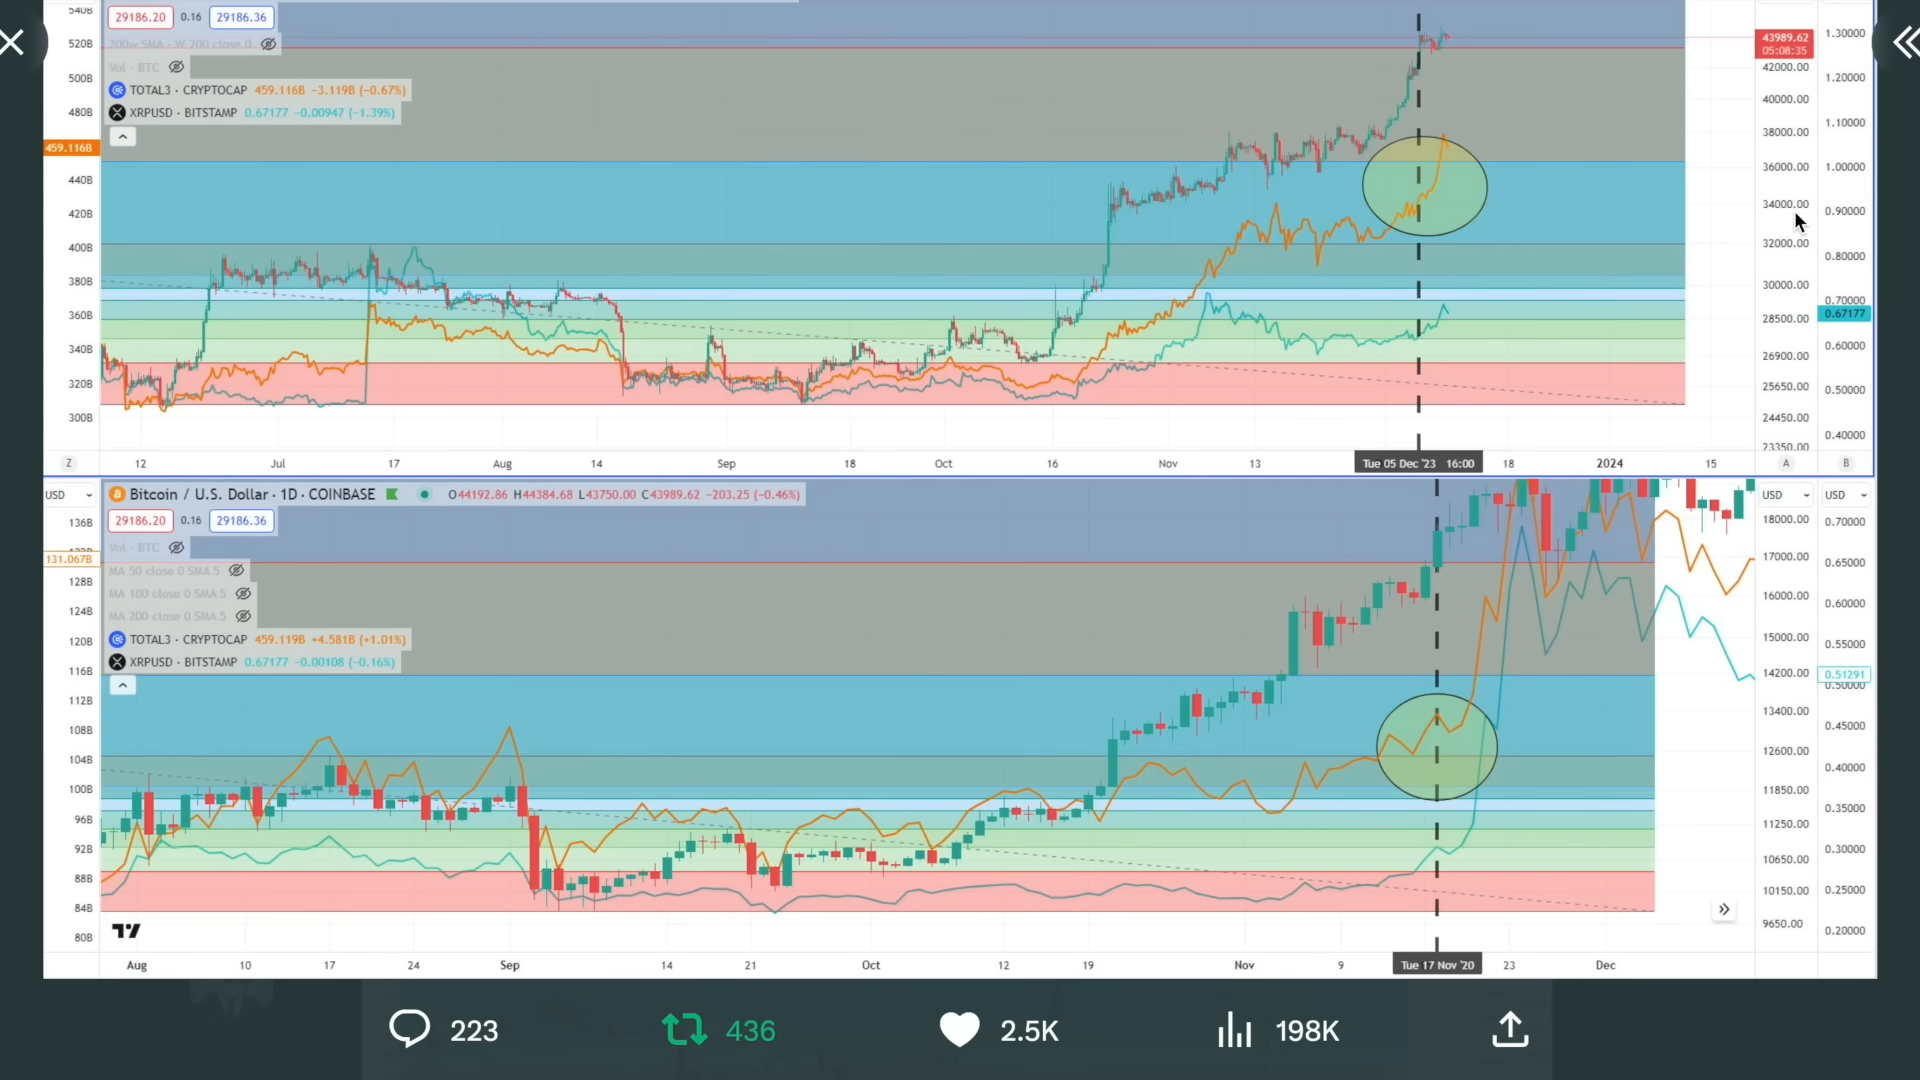 29186.20 0.16 29186.36
200w SMA · W 200 close 0
Vol · BTC
TOTAL3 · CRYPTOCAP 459.116B −3.119B (−0.67%)
XRPUSD · BITSTAMP 0.67177 −0.00947 (−1.39%)
540B
520B
500B
480B
459.116B
440B
420B
400B
380B
360B
340B
320B
300B
43989.62
05:08:35
42000.00
40000.00
38000.00
36000.00
34000.00
32000.00
30000.00
28500.00
26900.00
25650.00
24450.00
23350.00
1.30000
1.20000
1.10000
1.00000
0.90000
0.80000
0.70000
0.67177
0.60000
0.50000
0.40000
Z 12 Jul 17 Aug 14 Sep 18 Oct 16 Nov 13 Tue 05 Dec '23 16:00 18 2024 15 A B
USD
Bitcoin / U.S. Dollar · 1D · COINBASE O44192.86 H44384.68 L43750.00 C43989.62 −203.25 (−0.46%)
29186.20 0.16 29186.36
Vol · BTC
MA 50 close 0 SMA 5
MA 100 close 0 SMA 5
MA 200 close 0 SMA 5
TOTAL3 · CRYPTOCAP 459.119B +4.581B (+1.01%)
XRPUSD · BITSTAMP 0.67177 −0.00108 (−0.16%)
136B
131.067B
128B
124B
120B
116B
112B
108B
104B
100B
96B
92B
88B
84B
80B
USD USD
18000.00
17000.00
16000.00
15000.00
14200.00
13400.00
12600.00
11850.00
11250.00
10650.00
10150.00
9650.00
0.70000
0.65000
0.60000
0.55000
0.51291
0.50000
0.45000
0.40000
0.35000
0.30000
0.25000
0.20000
Aug 10 17 24 Sep 14 21 Oct 12 19 Nov 9 Tue 17 Nov '20 23 Dec
223 436 2.5K 198K